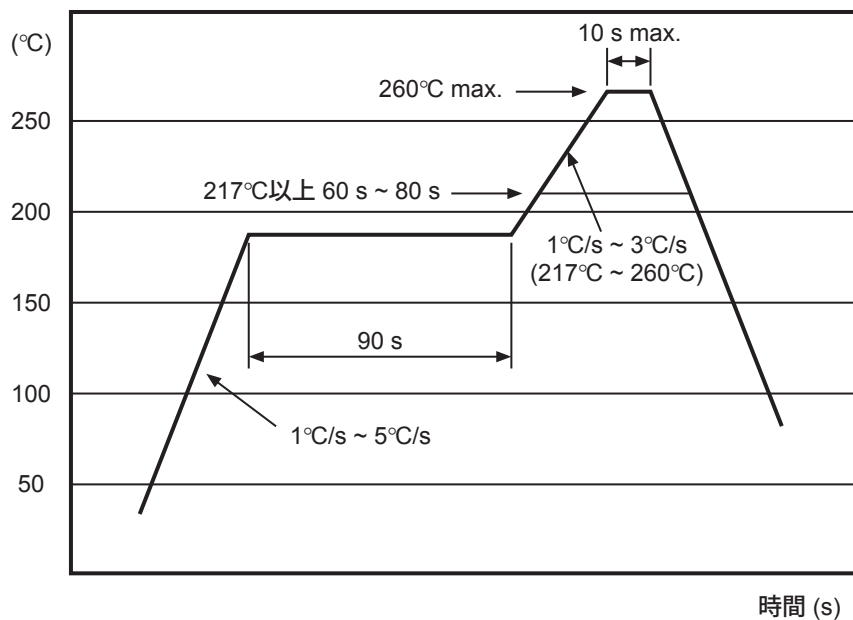 (°C)
10 s max.
260°C max.
250
217°C以上 60 s ~ 80 s
200
1°C/s ~ 3°C/s
(217°C ~ 260°C)
150
90 s
100
1°C/s ~ 5°C/s
50
時間 (s)